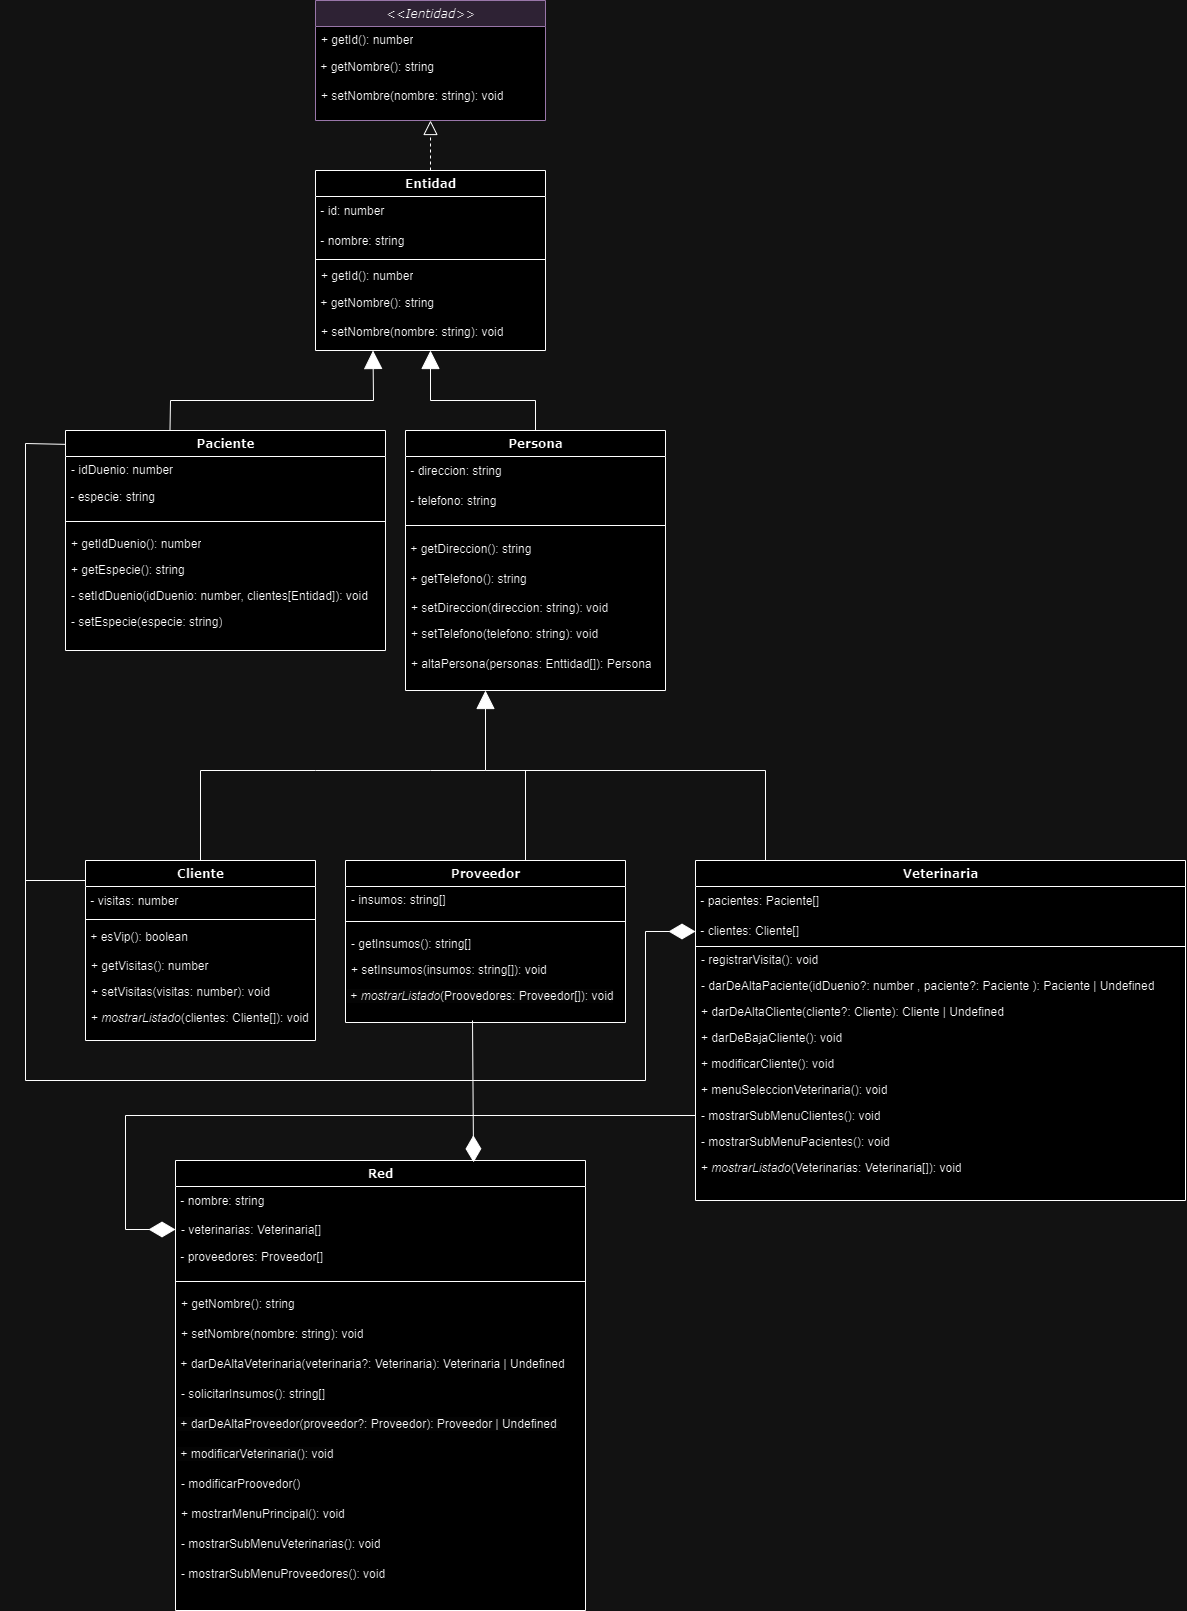 <<Ientidad>>
+ getId(): number
+ getNombre(): string
+ setNombre(nombre: string): void
Entidad
- id: number
- nombre: string
+ getId(): number
+ getNombre(): string
+ setNombre(nombre: string): void
Paciente
- idDuenio: number
- especie: string
+ getIdDuenio(): number
+ getEspecie(): string
- setIdDuenio(idDuenio: number, clientes[Entidad]): void
- setEspecie(especie: string)
Persona
- direccion: string
- telefono: string
+ getDireccion(): string
+ getTelefono(): string
+ setDireccion(direccion: string): void
+ setTelefono(telefono: string): void
+ altaPersona(personas: Enttidad[]): Persona
Cliente
- visitas: number
+ esVip(): boolean
+ getVisitas(): number
+ setVisitas(visitas: number): void
+ mostrarListado(clientes: Cliente[]): void
Proveedor
- insumos: string[]
- getInsumos(): string[]
+ setInsumos(insumos: string[]): void
+ mostrarListado(Proovedores: Proveedor[]): void
Veterinaria
- pacientes: Paciente[]
- clientes: Cliente[]
- registrarVisita(): void
- darDeAltaPaciente(idDuenio?: number , paciente?: Paciente ): Paciente | Undefined
+ darDeAltaCliente(cliente?: Cliente): Cliente | Undefined
+ darDeBajaCliente(): void
+ modificarCliente(): void
+ menuSeleccionVeterinaria(): void
- mostrarSubMenuClientes(): void
- mostrarSubMenuPacientes(): void
+ mostrarListado(Veterinarias: Veterinaria[]): void
Red
- nombre: string
- veterinarias: Veterinaria[]
- proveedores: Proveedor[]
+ getNombre(): string
+ setNombre(nombre: string): void
+ darDeAltaVeterinaria(veterinaria?: Veterinaria): Veterinaria | Undefined
- solicitarInsumos(): string[]
+ darDeAltaProveedor(proveedor?: Proveedor): Proveedor | Undefined
+ modificarVeterinaria(): void
- modificarProovedor()
+ mostrarMenuPrincipal(): void
- mostrarSubMenuVeterinarias(): void
- mostrarSubMenuProveedores(): void